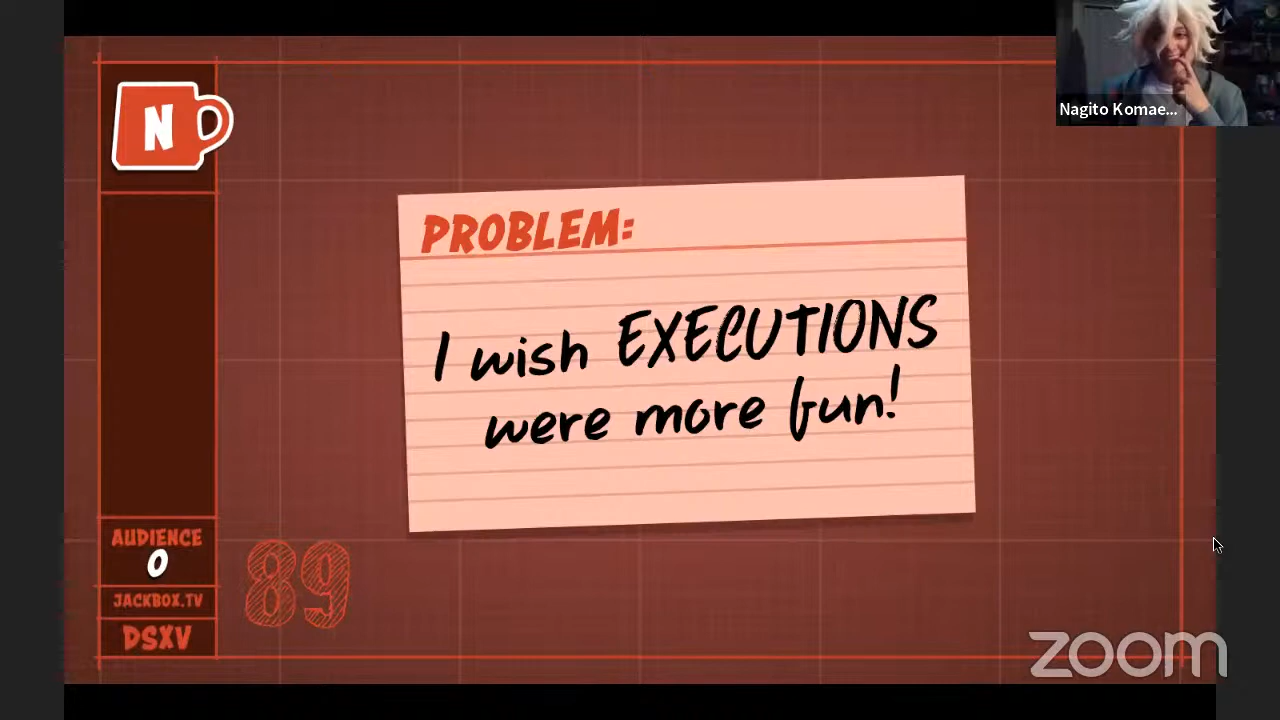 N
Nagito Komae...
PROBLEM:
I wish EXECUTIONS
were more fun!
AUDIENCE
0
JACKBOX.TV
DSXV
89
zoom